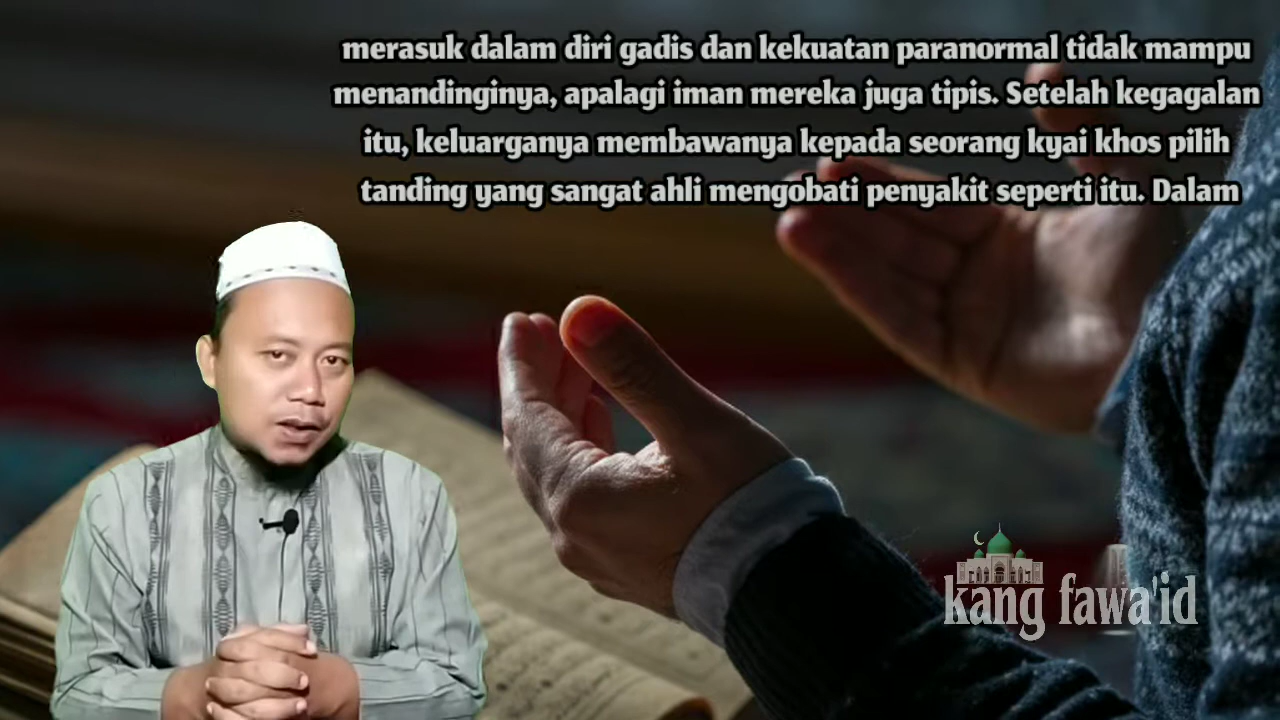 merasuk dalam diri gadis dan kekuatan paranormal tidak mampu
menandinginya, apalagi iman mereka juga tipis. Setelah kegagalan
itu, keluarganya membawanya kepada seorang kyai khos pilih
tanding yang sangat ahli mengobati penyakit seperti itu. Dalam
kang fawa'id